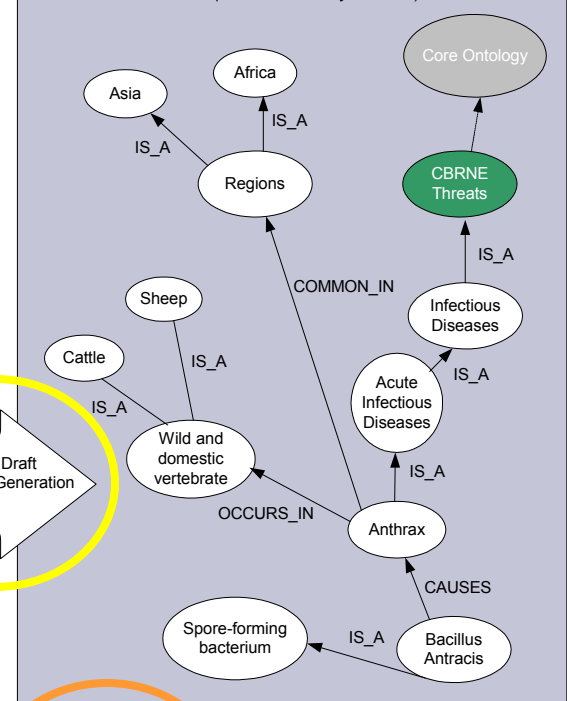 Core Ontology
Africa
Asia
IS_A
IS_A
CBRNE
Threats
Regions
IS_A
COMMON_IN
Sheep
Infectious
Diseases
Cattle
IS_A
IS_A
Acute
Infectious
Diseases
IS_A
Wild and
domestic
vertebrate
Draft
Generation
IS_A
OCCURS_IN
Anthrax
CAUSES
Spore-forming
bacterium
IS_A
Bacillus
Antracis